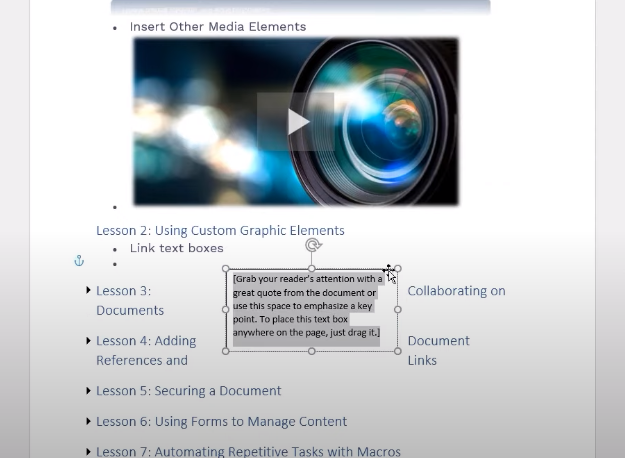 Insert Other Media Elements
Lesson 2: Using Custom Graphic Elements
Link text boxes
[Grab your reader's attention with a
great quote from the document or
use this space to emphasize a key
point. To place this text box
anywhere on the page, just drag it.]
Lesson 3: Collaborating on
Documents
Lesson 4: Adding Document
References and Links
Lesson 5: Securing a Document
Lesson 6: Using Forms to Manage Content
Lesson 7: Automating Repetitive Tasks with Macros